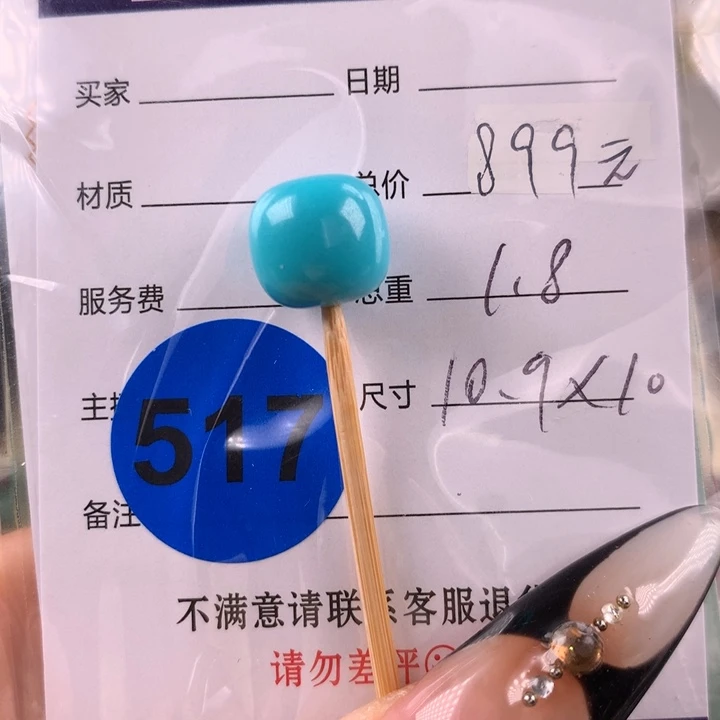 买家 日期
材质 总价 899元
服务费 总重 1.8
主 尺寸 10.9×10
517
备注
不满意请联系客服退
请勿差评